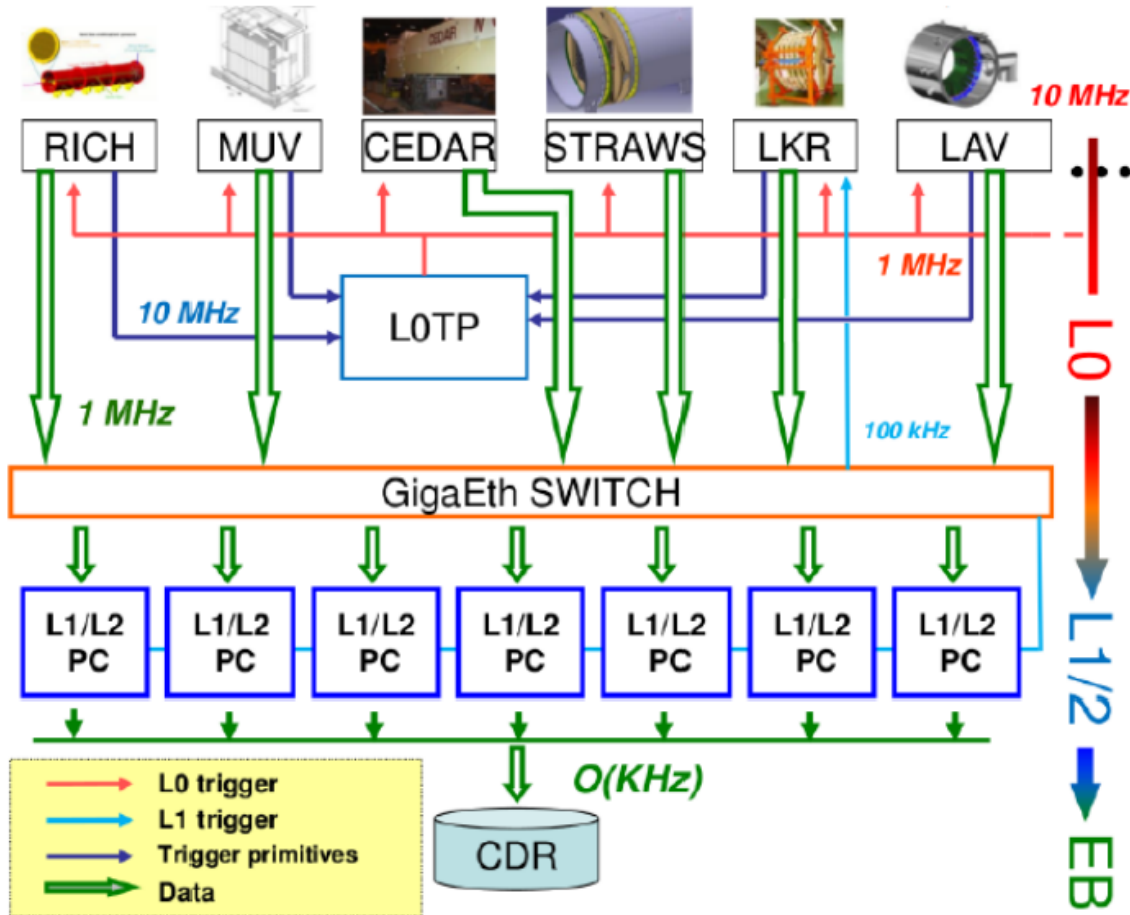 CEDAR
10 MHz
RICH
MUV
CEDAR
STRAWS
LKR
LAV
...
1 MHz
10 MHz
L0TP
L0
1 MHz
100 kHz
GigaEth SWITCH
L1/L2
PC
L1/L2
PC
L1/L2
PC
L1/L2
PC
L1/L2
PC
L1/L2
PC
L1/L2
PC
L1/2
O(KHz)
L0 trigger
L1 trigger
Trigger primitives
Data
CDR
EB